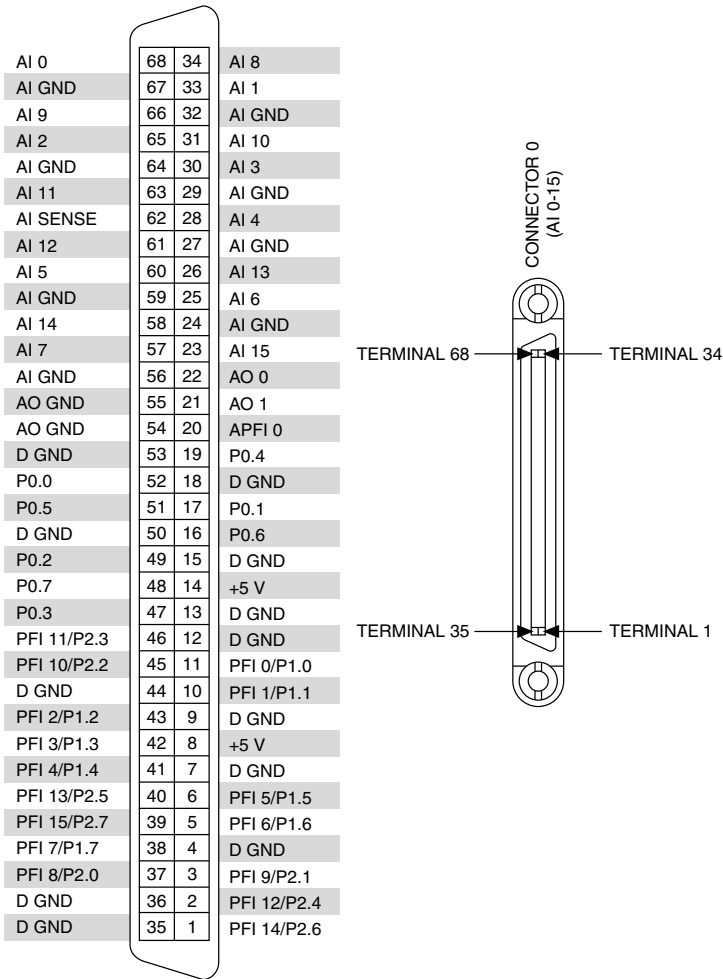 AI 0 68 34 AI 8
AI GND 67 33 AI 1
AI 9 66 32 AI GND
AI 2 65 31 AI 10
AI GND 64 30 AI 3
AI 11 63 29 AI GND
AI SENSE 62 28 AI 4
AI 12 61 27 AI GND
AI 5 60 26 AI 13
AI GND 59 25 AI 6
AI 14 58 24 AI GND
AI 7 57 23 AI 15
AI GND 56 22 AO 0
AO GND 55 21 AO 1
AO GND 54 20 APFI 0
D GND 53 19 P0.4
P0.0 52 18 D GND
P0.5 51 17 P0.1
D GND 50 16 P0.6
P0.2 49 15 D GND
P0.7 48 14 +5 V
P0.3 47 13 D GND
PFI 11/P2.3 46 12 D GND
PFI 10/P2.2 45 11 PFI 0/P1.0
D GND 44 10 PFI 1/P1.1
PFI 2/P1.2 43 9 D GND
PFI 3/P1.3 42 8 +5 V
PFI 4/P1.4 41 7 D GND
PFI 13/P2.5 40 6 PFI 5/P1.5
PFI 15/P2.7 39 5 PFI 6/P1.6
PFI 7/P1.7 38 4 D GND
PFI 8/P2.0 37 3 PFI 9/P2.1
D GND 36 2 PFI 12/P2.4
D GND 35 1 PFI 14/P2.6
CONNECTOR 0
(AI 0-15)
TERMINAL 68 TERMINAL 34
TERMINAL 35 TERMINAL 1